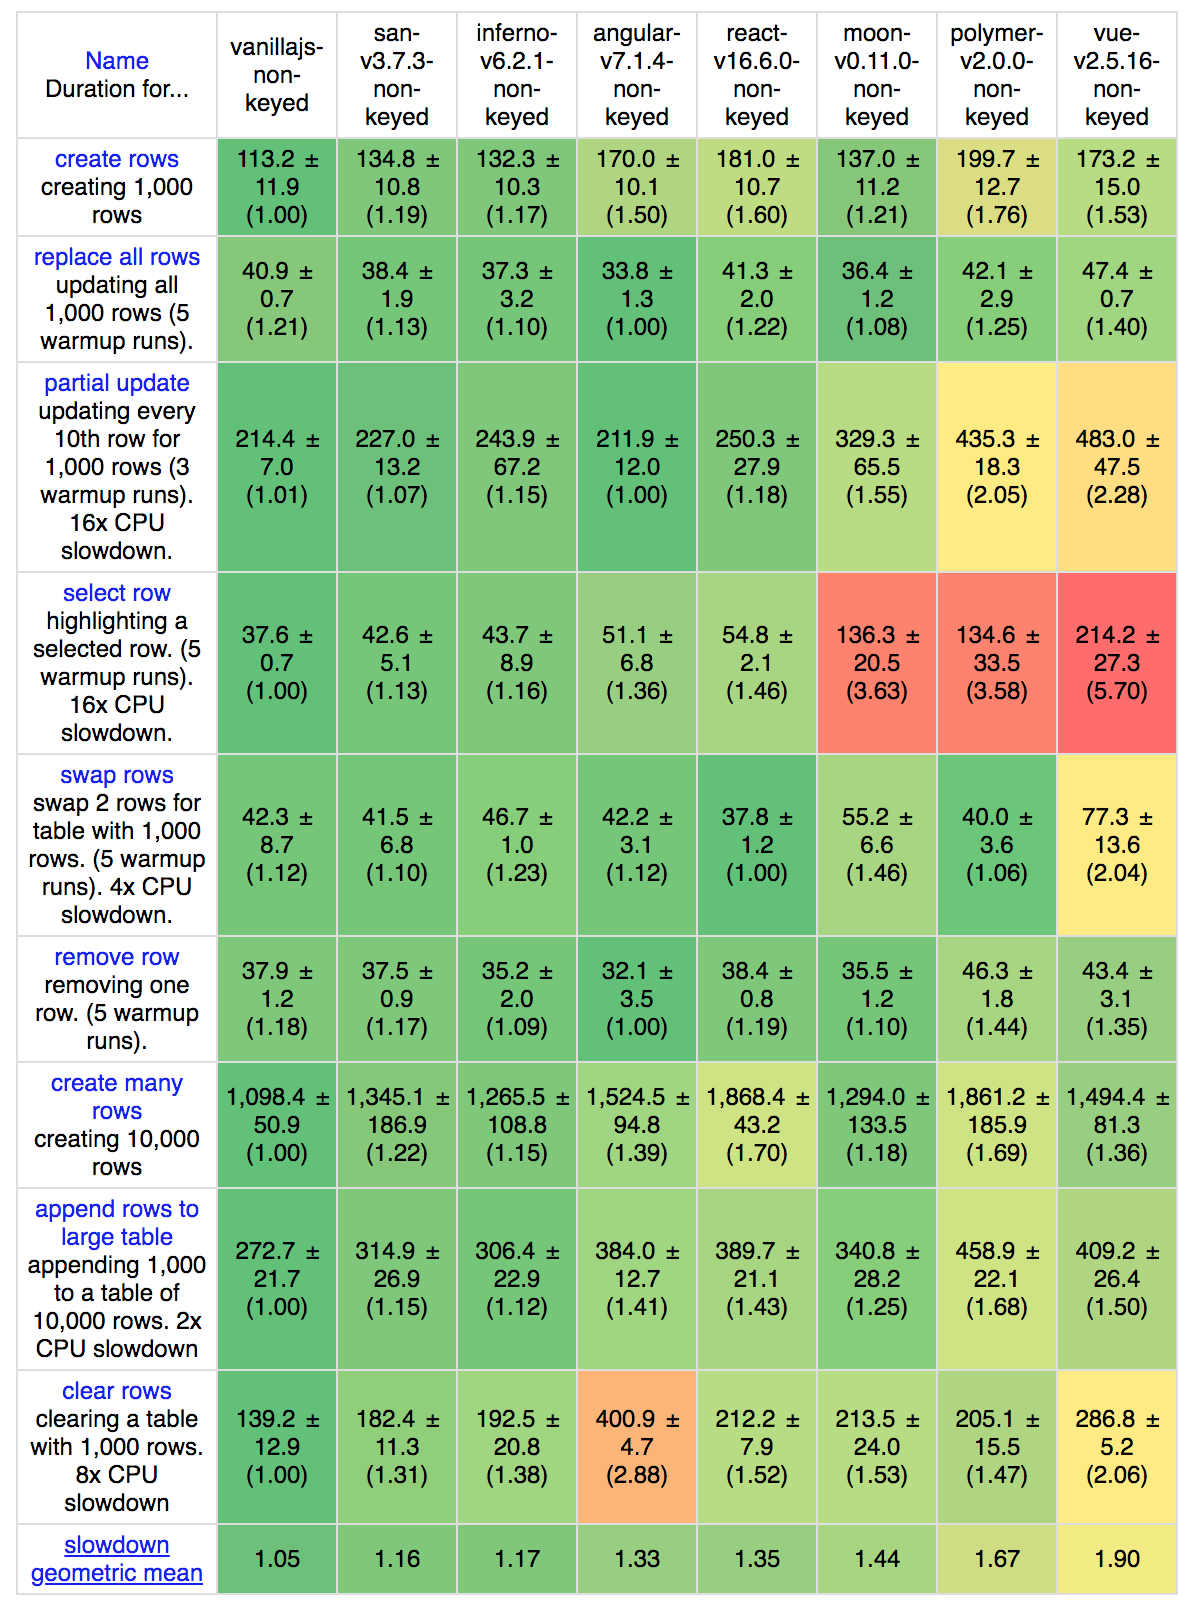 Name
Duration for...
vanillajs-
non-
keyed
san-
v3.7.3-
non-
keyed
inferno-
v6.2.1-
non-
keyed
angular-
v7.1.4-
non-
keyed
react-
v16.6.0-
non-
keyed
moon-
v0.11.0-
non-
keyed
polymer-
v2.0.0-
non-
keyed
vue-
v2.5.16-
non-
keyed
create rows
creating 1,000
rows
113.2 ±
11.9
(1.00)
134.8 ±
10.8
(1.19)
132.3 ±
10.3
(1.17)
170.0 ±
10.1
(1.50)
181.0 ±
10.7
(1.60)
137.0 ±
11.2
(1.21)
199.7 ±
12.7
(1.76)
173.2 ±
15.0
(1.53)
replace all rows
updating all
1,000 rows (5
warmup runs).
40.9 ±
0.7
(1.21)
38.4 ±
1.9
(1.13)
37.3 ±
3.2
(1.10)
33.8 ±
1.3
(1.00)
41.3 ±
2.0
(1.22)
36.4 ±
1.2
(1.08)
42.1 ±
2.9
(1.25)
47.4 ±
0.7
(1.40)
partial update
updating every
10th row for
1,000 rows (3
warmup runs).
16x CPU
slowdown.
214.4 ±
7.0
(1.01)
227.0 ±
13.2
(1.07)
243.9 ±
67.2
(1.15)
211.9 ±
12.0
(1.00)
250.3 ±
27.9
(1.18)
329.3 ±
65.5
(1.55)
435.3 ±
18.3
(2.05)
483.0 ±
47.5
(2.28)
select row
highlighting a
selected row. (5
warmup runs).
16x CPU
slowdown.
37.6 ±
0.7
(1.00)
42.6 ±
5.1
(1.13)
43.7 ±
8.9
(1.16)
51.1 ±
6.8
(1.36)
54.8 ±
2.1
(1.46)
136.3 ±
20.5
(3.63)
134.6 ±
33.5
(3.58)
214.2 ±
27.3
(5.70)
swap rows
swap 2 rows for
table with 1,000
rows. (5 warmup
runs). 4x CPU
slowdown.
42.3 ±
8.7
(1.12)
41.5 ±
6.8
(1.10)
46.7 ±
1.0
(1.23)
42.2 ±
3.1
(1.12)
37.8 ±
1.2
(1.00)
55.2 ±
6.6
(1.46)
40.0 ±
3.6
(1.06)
77.3 ±
13.6
(2.04)
remove row
removing one
row. (5 warmup
runs).
37.9 ±
1.2
(1.18)
37.5 ±
0.9
(1.17)
35.2 ±
2.0
(1.09)
32.1 ±
3.5
(1.00)
38.4 ±
0.8
(1.19)
35.5 ±
1.2
(1.10)
46.3 ±
1.8
(1.44)
43.4 ±
3.1
(1.35)
create many
rows
creating 10,000
rows
1,098.4 ±
50.9
(1.00)
1,345.1 ±
186.9
(1.22)
1,265.5 ±
108.8
(1.15)
1,524.5 ±
94.8
(1.39)
1,868.4 ±
43.2
(1.70)
1,294.0 ±
133.5
(1.18)
1,861.2 ±
185.9
(1.69)
1,494.4 ±
81.3
(1.36)
append rows to
large table
appending 1,000
to a table of
10,000 rows. 2x
CPU slowdown
272.7 ±
21.7
(1.00)
314.9 ±
26.9
(1.15)
306.4 ±
22.9
(1.12)
384.0 ±
12.7
(1.41)
389.7 ±
21.1
(1.43)
340.8 ±
28.2
(1.25)
458.9 ±
22.1
(1.68)
409.2 ±
26.4
(1.50)
clear rows
clearing a table
with 1,000 rows.
8x CPU
slowdown
139.2 ±
12.9
(1.00)
182.4 ±
11.3
(1.31)
192.5 ±
20.8
(1.38)
400.9 ±
4.7
(2.88)
212.2 ±
7.9
(1.52)
213.5 ±
24.0
(1.53)
205.1 ±
15.5
(1.47)
286.8 ±
5.2
(2.06)
slowdown
geometric mean
1.05
1.16
1.17
1.33
1.35
1.44
1.67
1.90